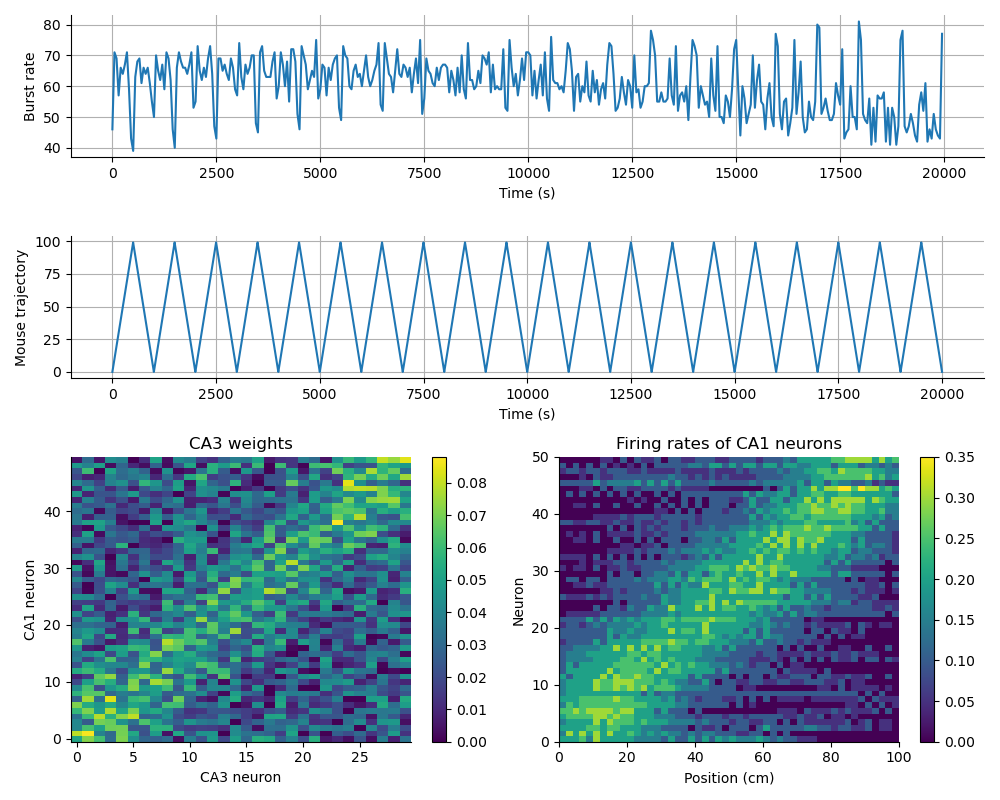 80
70
60
50
40
Burst rate
0 2500 5000 7500 10000 12500 15000 17500 20000
Time (s)
100
75
50
25
0
Mouse trajectory
0 2500 5000 7500 10000 12500 15000 17500 20000
Time (s)
CA3 weights
40
30
20
10
0
CA1 neuron
0 5 10 15 20 25
CA3 neuron
0.08
0.07
0.06
0.05
0.04
0.03
0.02
0.01
0.00
Firing rates of CA1 neurons
50
40
30
20
10
0
Neuron
0 20 40 60 80 100
Position (cm)
0.35
0.30
0.25
0.20
0.15
0.10
0.05
0.00